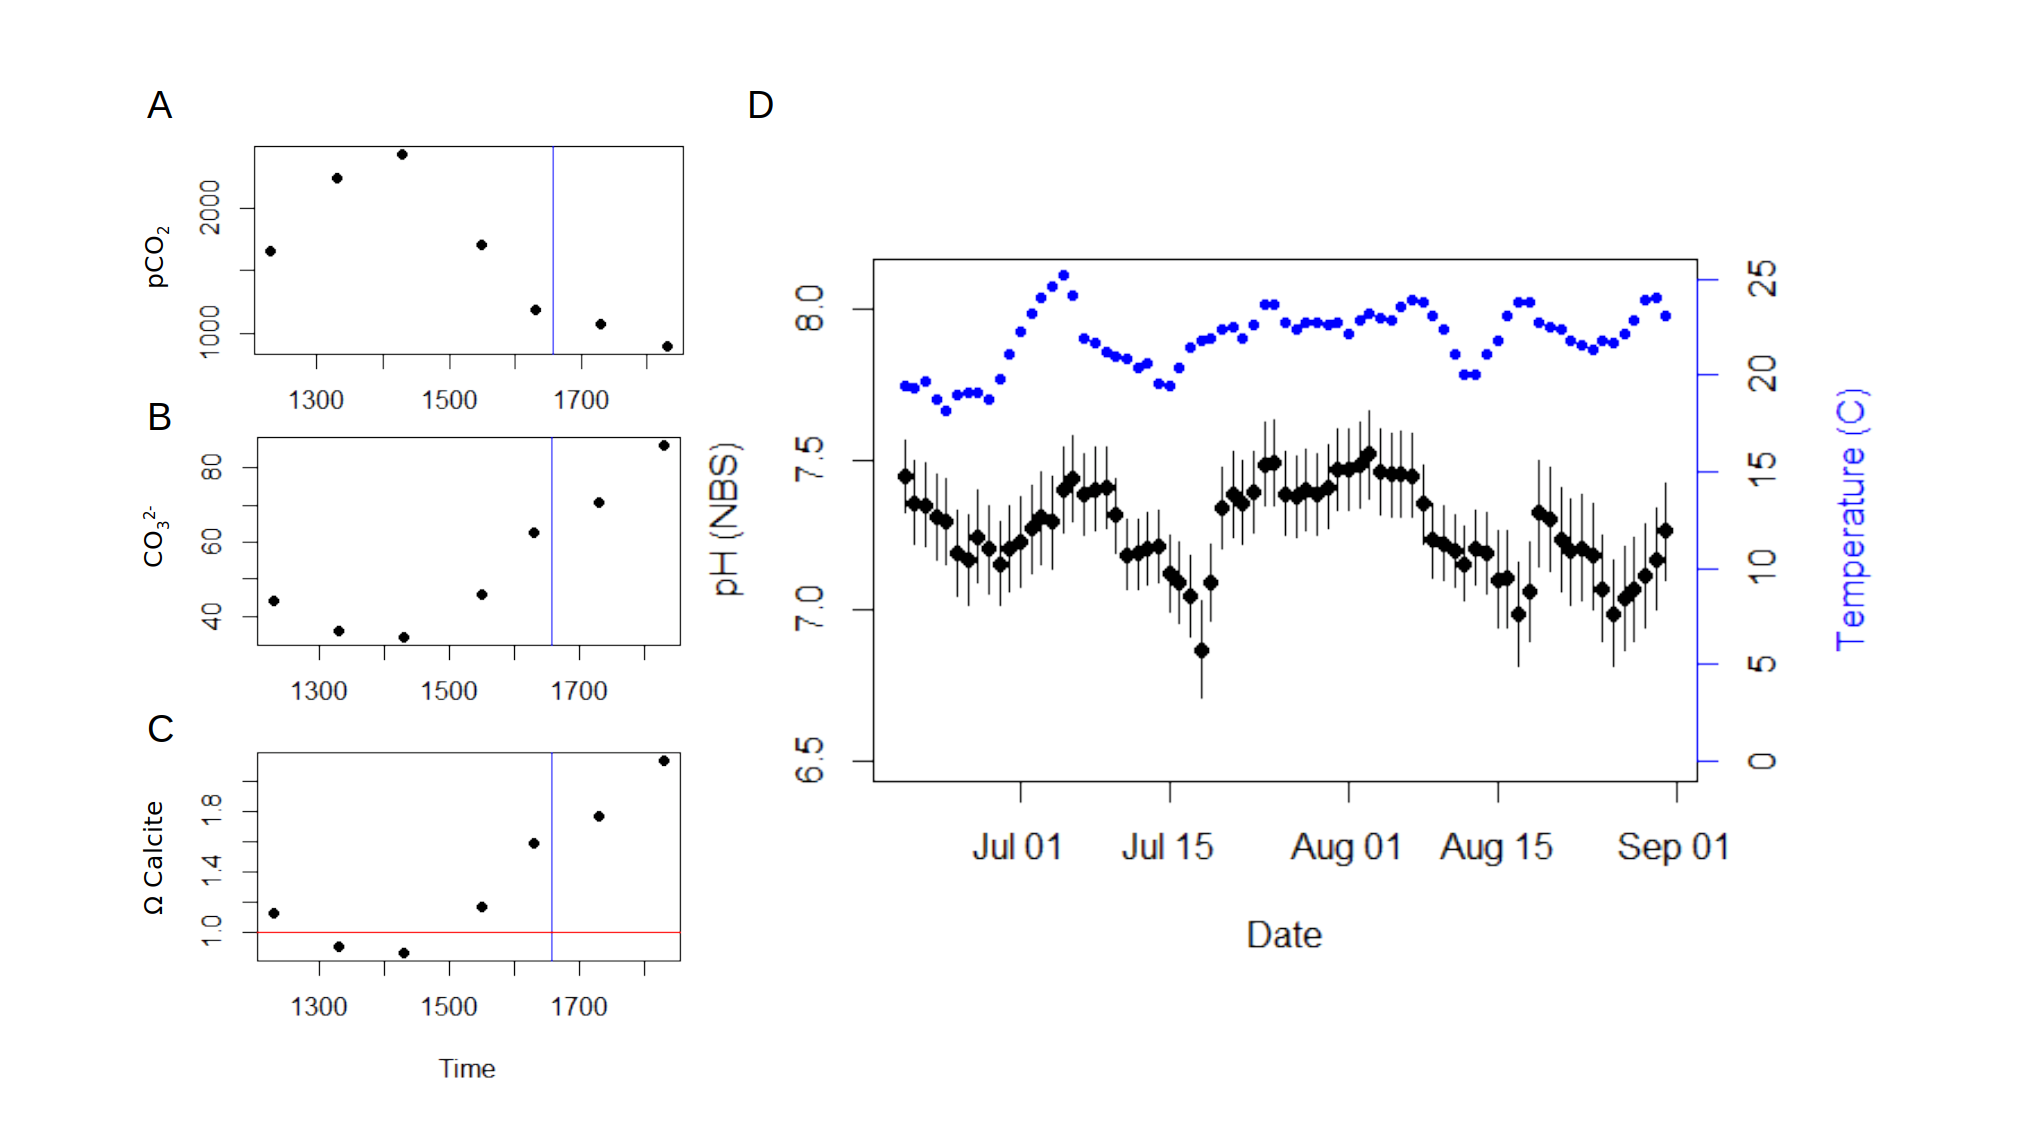 A
pCO2
2000
1000
1300 1500 1700
B
CO3 2-
80
60
40
1300 1500 1700
C
Ω Calcite
1.8
1.4
1.0
1300 1500 1700
Time
D
pH (NBS)
8.0
7.5
7.0
6.5
25
20
15
10
5
0
Temperature (C)
Jul 01 Jul 15 Aug 01 Aug 15 Sep 01
Date